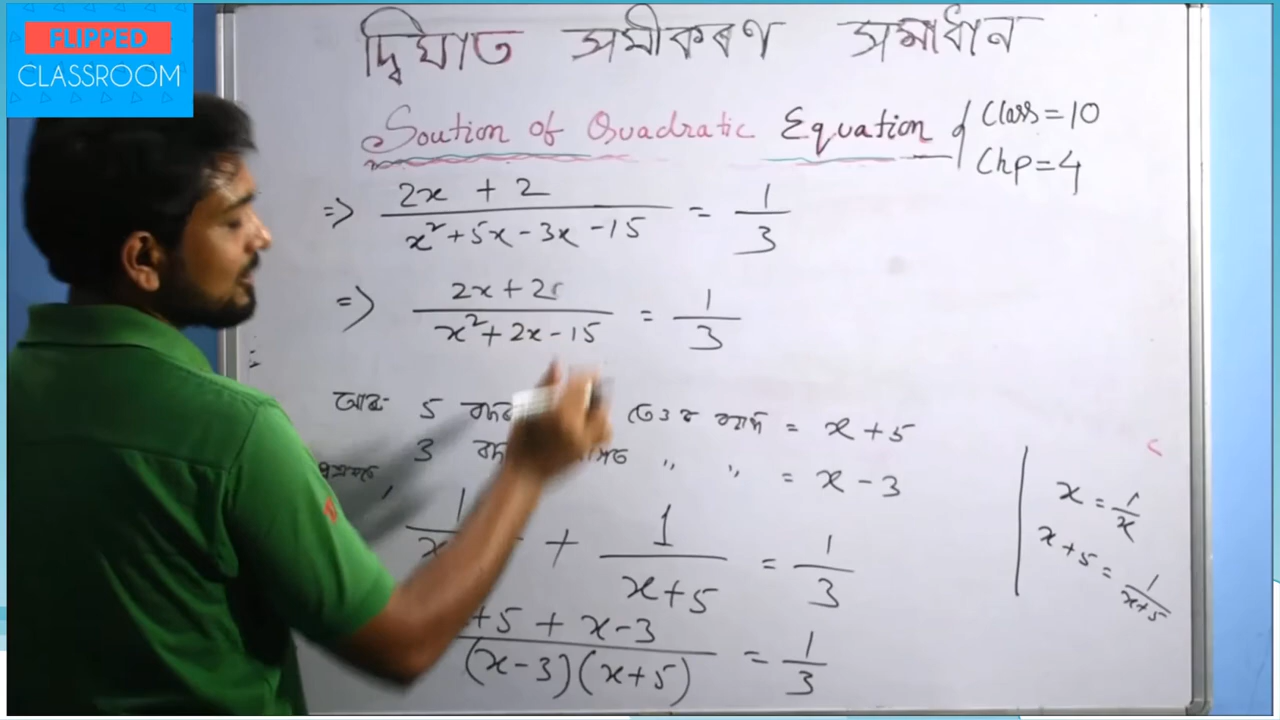 FLIPPED
CLASSROOM
দ্বিঘাত সমীকৰণ সমাধান
Soution of Quadratic Equation
Class=10
Chp=4
=> (2x + 2)/(x²+5x-3x-15) = 1/3
=> (2x+2)/(x²+2x-15) = 1/3
আৰু 5 = x+5
3 " " = x-3
+ 1/(x+5) = 1/3
+5 + x-3/(x-3)(x+5) = 1/3
x = 1/x
x+5 = 1/(x+5)